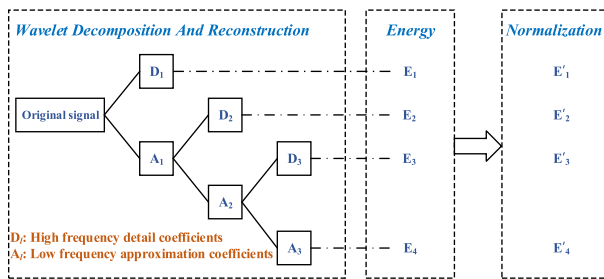 Wavelet Decomposition And Reconstruction
Energy
Normalization
D₁
E₁
E′₁
Original signal
D₂
E₂
E′₂
A₁
D₃
E₃
E′₃
A₂
Dᵢ: High frequency detail coefficients
Aᵢ: Low frequency approximation coefficients
A₃
E₄
E′₄